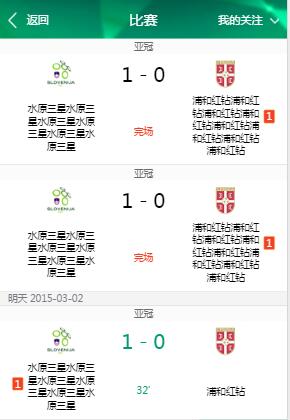 返回 比赛 我的关注
亚冠
SLOVENIJA 1 - 0
水原三星水原三
星水原三星水原
三星水原三星水
原三星
完场
浦和红钻浦和红
钻浦和红钻浦和
红钻浦和红钻浦
和红钻浦和红钻
浦和红钻
1
亚冠
SLOVENIJA 1 - 0
水原三星水原三
星水原三星水原
三星水原三星水
原三星
完场
浦和红钻浦和红
钻浦和红钻浦和
红钻浦和红钻浦
和红钻浦和红钻
浦和红钻
1
明天 2015-03-02
亚冠
SLOVENIJA 1 - 0
1
水原三星水原三
星水原三星水原
三星水原三星水
原三星
32'
浦和红钻